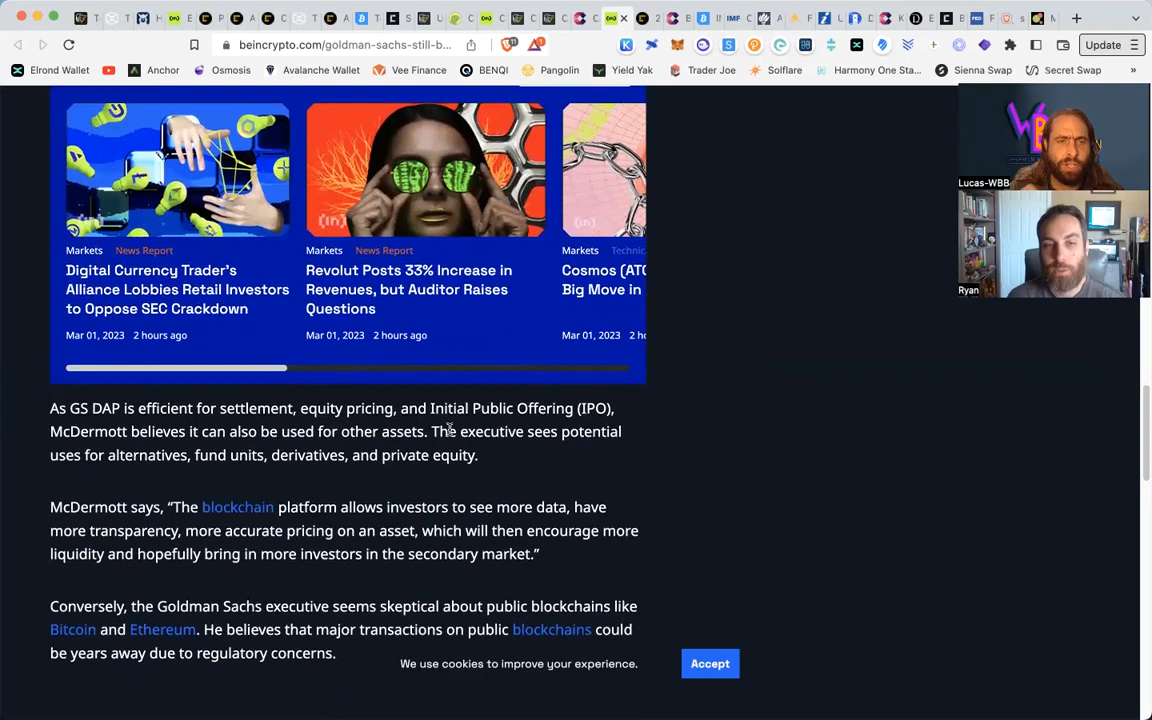 beincrypto.com/goldman-sachs-still-b...
Update
Elrond Wallet
Anchor
Osmosis
Avalanche Wallet
Vee Finance
BENQI
Pangolin
Yield Yak
Trader Joe
Solflare
Harmony One Sta...
Sienna Swap
Secret Swap
Lucas-WBB
Ryan
Markets News Report
Digital Currency Trader's
Alliance Lobbies Retail Investors
to Oppose SEC Crackdown
Mar 01, 2023 2 hours ago
Markets News Report
Revolut Posts 33% Increase in
Revenues, but Auditor Raises
Questions
Mar 01, 2023 2 hours ago
Markets Technic
Cosmos (ATO
Big Move in
Mar 01, 2023 2 h
As GS DAP is efficient for settlement, equity pricing, and Initial Public Offering (IPO),
McDermott believes it can also be used for other assets. The executive sees potential
uses for alternatives, fund units, derivatives, and private equity.
McDermott says, “The blockchain platform allows investors to see more data, have
more transparency, more accurate pricing on an asset, which will then encourage more
liquidity and hopefully bring in more investors in the secondary market.”
Conversely, the Goldman Sachs executive seems skeptical about public blockchains like
Bitcoin and Ethereum. He believes that major transactions on public blockchains could
be years away due to regulatory concerns.
We use cookies to improve your experience.
Accept